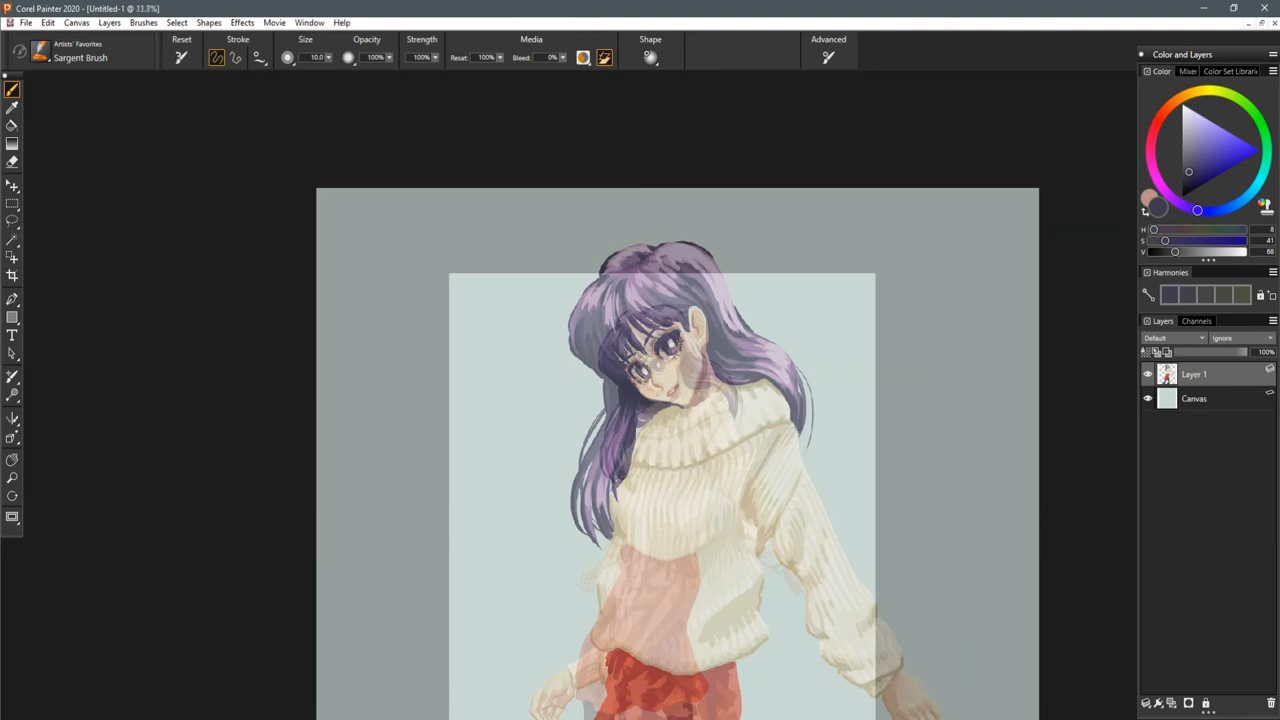 Corel Painter 2020 - [Untitled-1 @ 33.3%]
File Edit Canvas Layers Brushes Select Shapes Effects Movie Window Help
Artists' Favorites
Sargent Brush
Reset Stroke Size Opacity Strength Media Shape Advanced
10.0 100% 100% Resat: 100% Bleed: 0%
Color and Layers
Color Mixer Color Set Librari
H 8
S 41
V 68
Harmonies
Layers Channels
Default Ignore
100%
Layer 1
Canvas
T